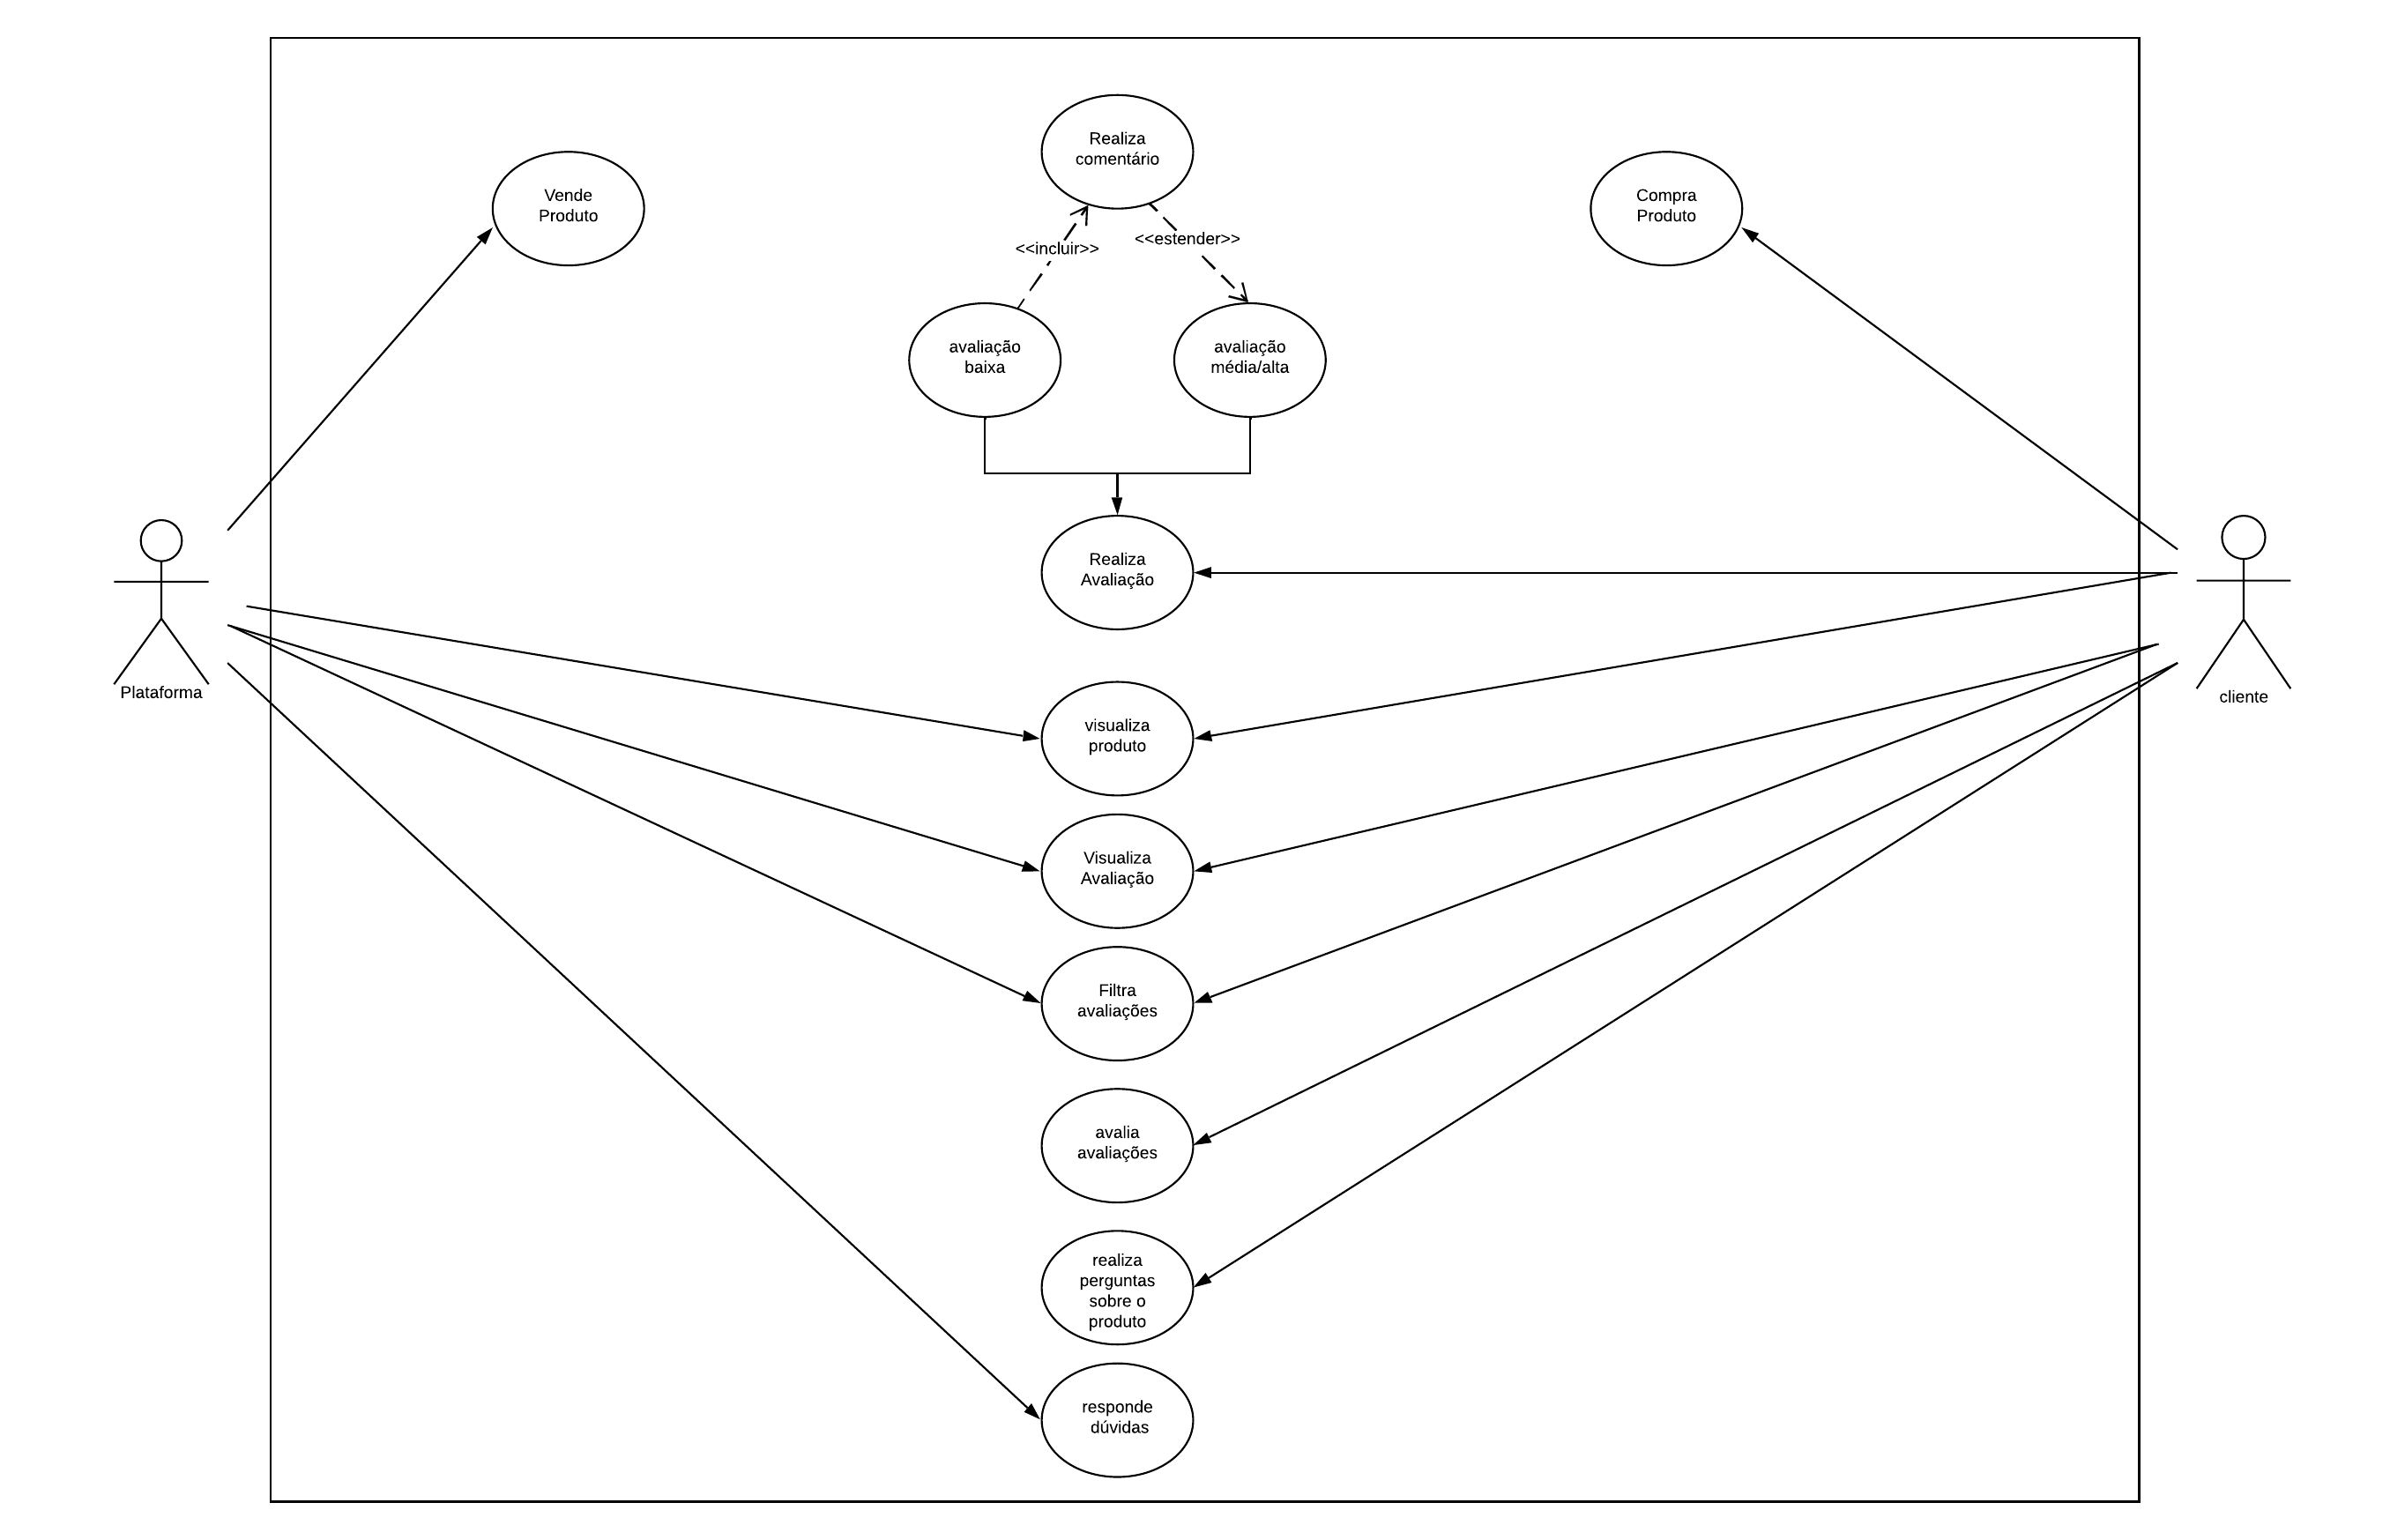 Realiza
comentário
Vende
Produto
Compra
Produto
<<incluir>>
<<estender>>
avaliação
baixa
avaliação
média/alta
Realiza
Avaliação
Plataforma
cliente
visualiza
produto
Visualiza
Avaliação
Filtra
avaliações
avalia
avaliações
realiza
perguntas
sobre o
produto
responde
dúvidas